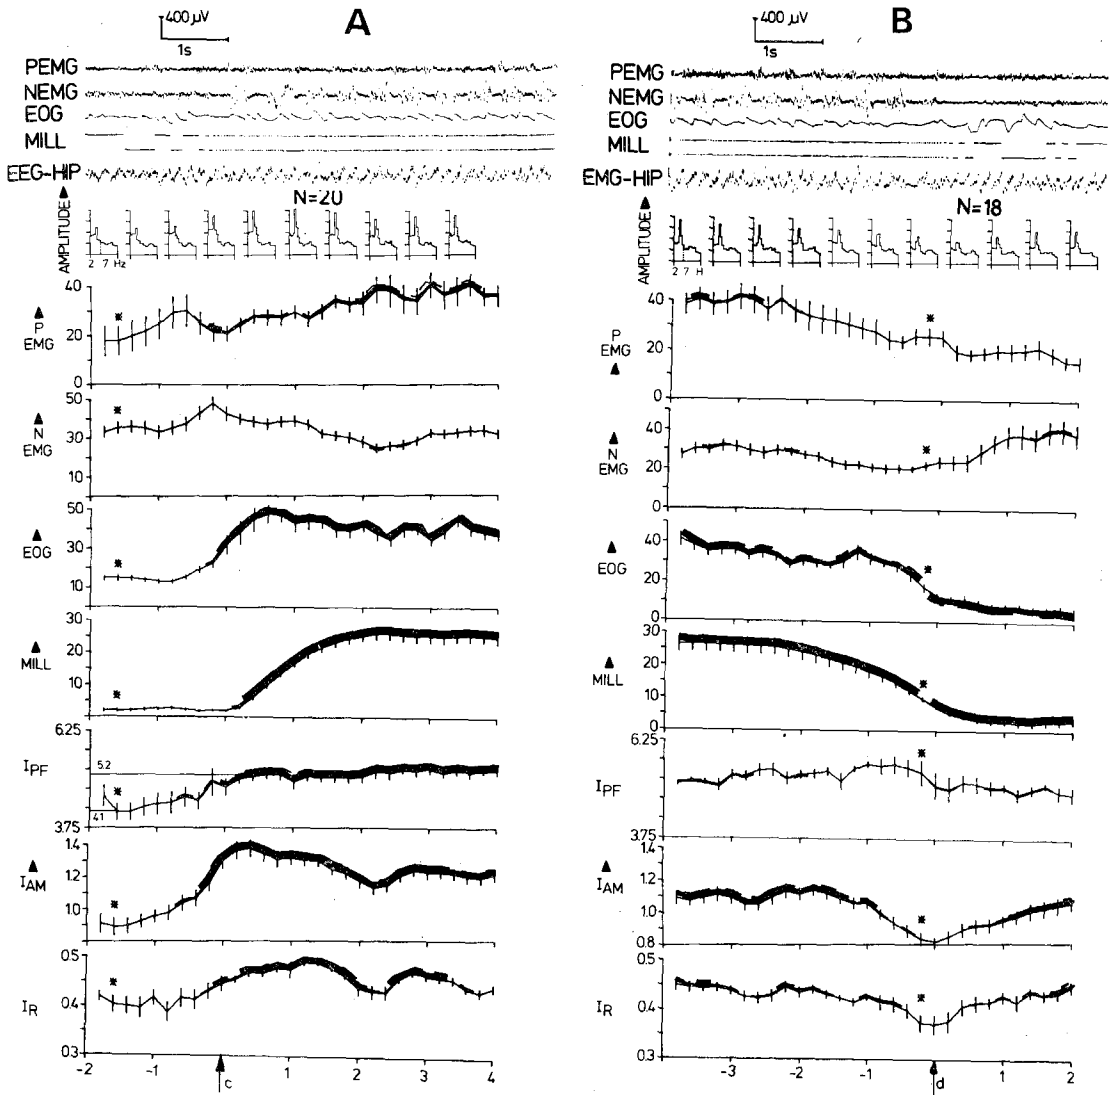 A
400 µV
1s
PEMG
NEMG
EOG
MILL
EEG-HIP
N=20
AMPLITUDE
2 7 Hz
P EMG
40
20
0
*
N EMG
50
30
10
*
EOG
50
30
10
*
MILL
30
20
10
*
IPF
6.25
5.2
4.1
3.75
*
IAM
1.4
1.2
1.0
.8
*
IR
0.5
0.4
0.3
*
-2 -1 1 2 3 4
c
B
400 µV
1s
PEMG
NEMG
EOG
MILL
EMG-HIP
N=18
AMPLITUDE
2 7 H
P EMG
40
20
0
*
N EMG
40
20
0
*
EOG
40
20
0
*
MILL
30
20
10
0
*
IPF
6.25
3.75
*
IAM
1.4
1.2
1.0
0.8
*
IR
0.5
0.4
0.3
*
-3 -1 1 2
d